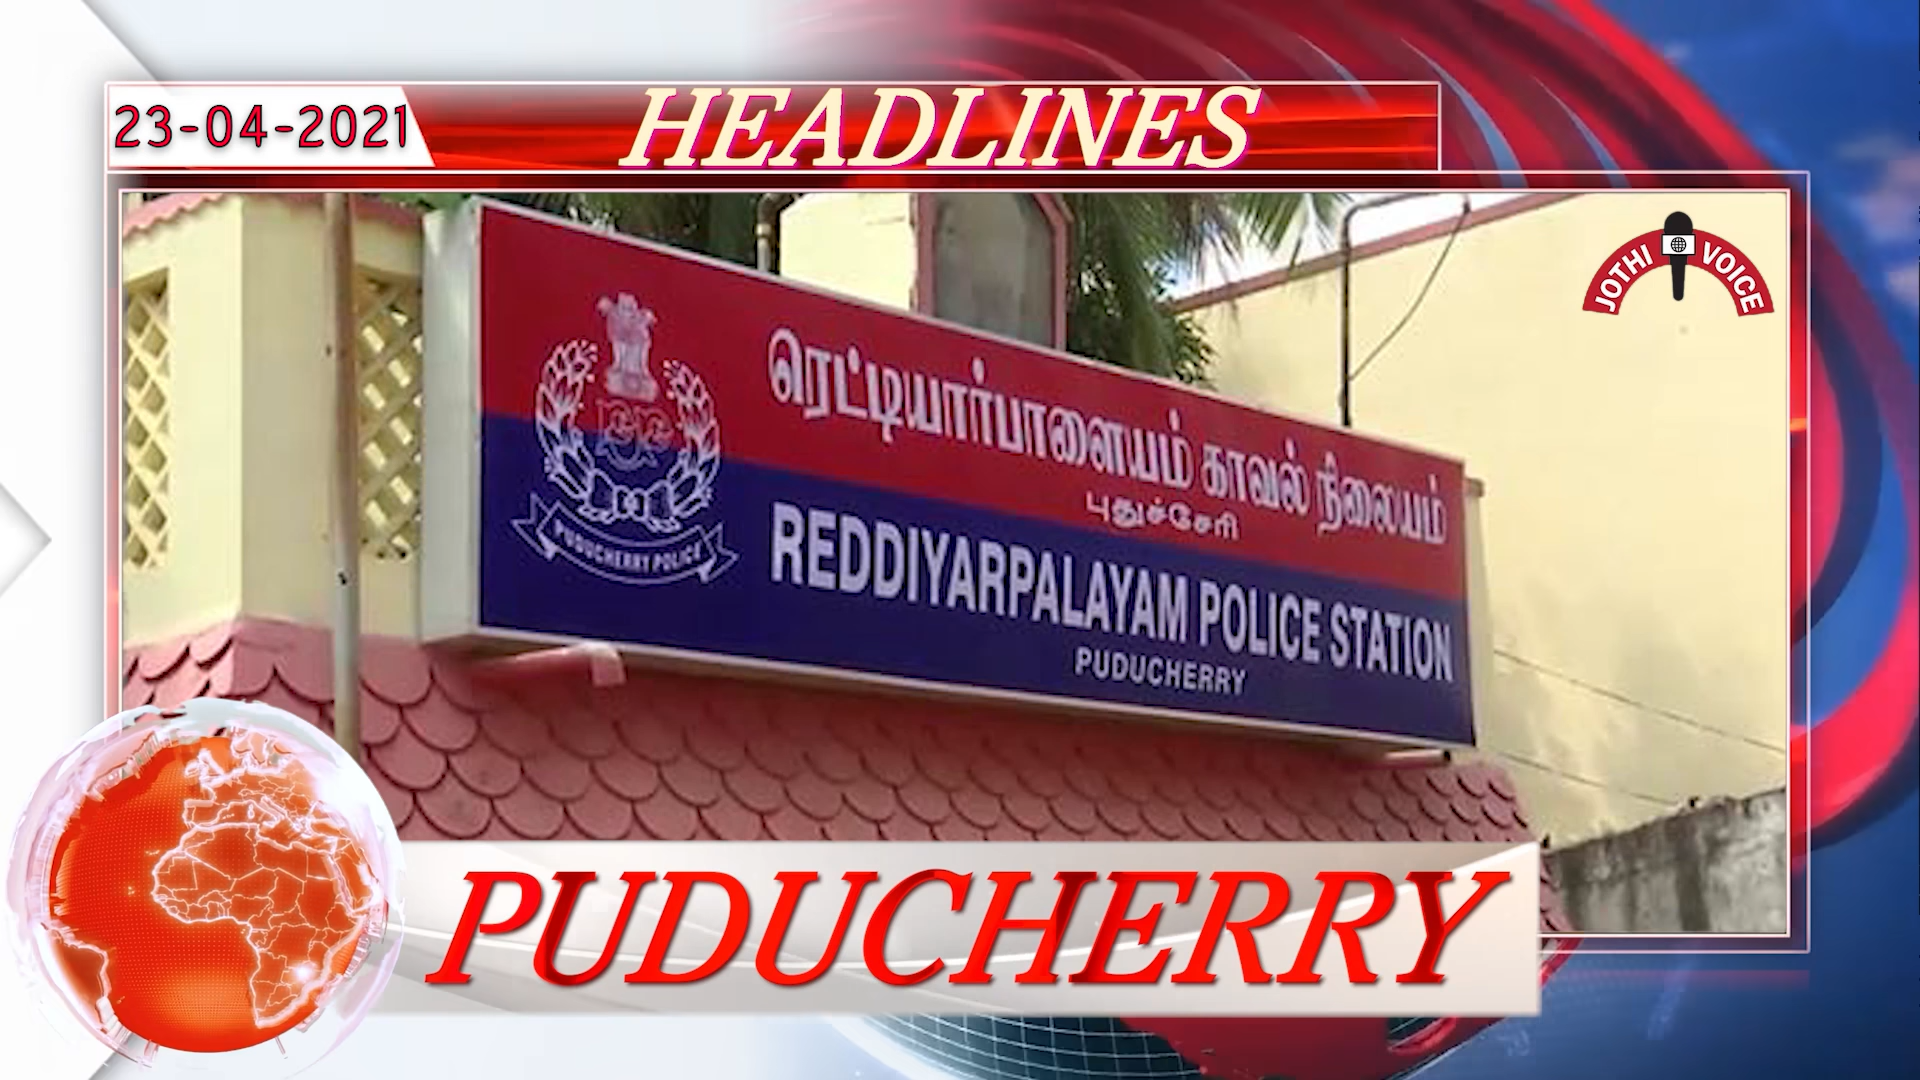 23-04-2021
HEADLINES
JOTHI VOICE
ரெட்டியார்பாளையம் காவல் நிலையம்
புதுச்சேரி
REDDIYARPALAYAM POLICE STATION
PUDUCHERRY
PUDUCHERRY POLICE
PUDUCHERRY